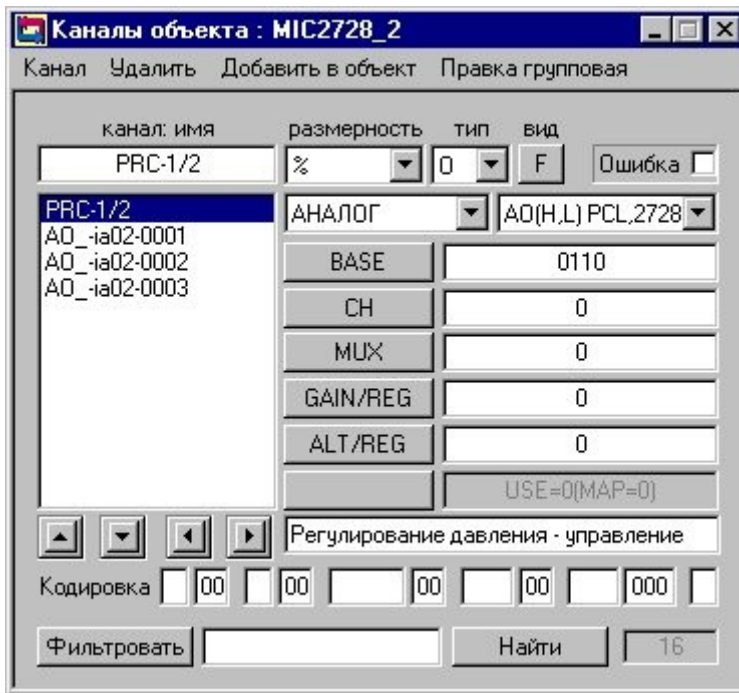 Каналы объекта : MIC2728_2
Канал Удалить Добавить в объект Правка групповая
канал: имя размерность тип вид
PRC-1/2 % O F Ошибка
PRC-1/2
AO_-ia02-0001
AO_-ia02-0002
AO_-ia02-0003
АНАЛОГ AO(H,L) PCL,2728
BASE 0110
CH 0
MUX 0
GAIN/REG 0
ALT/REG 0
USE=0(MAP=0)
Регулирование давления - управление
Кодировка 00 00 00 00 000
Фильтровать Найти 16